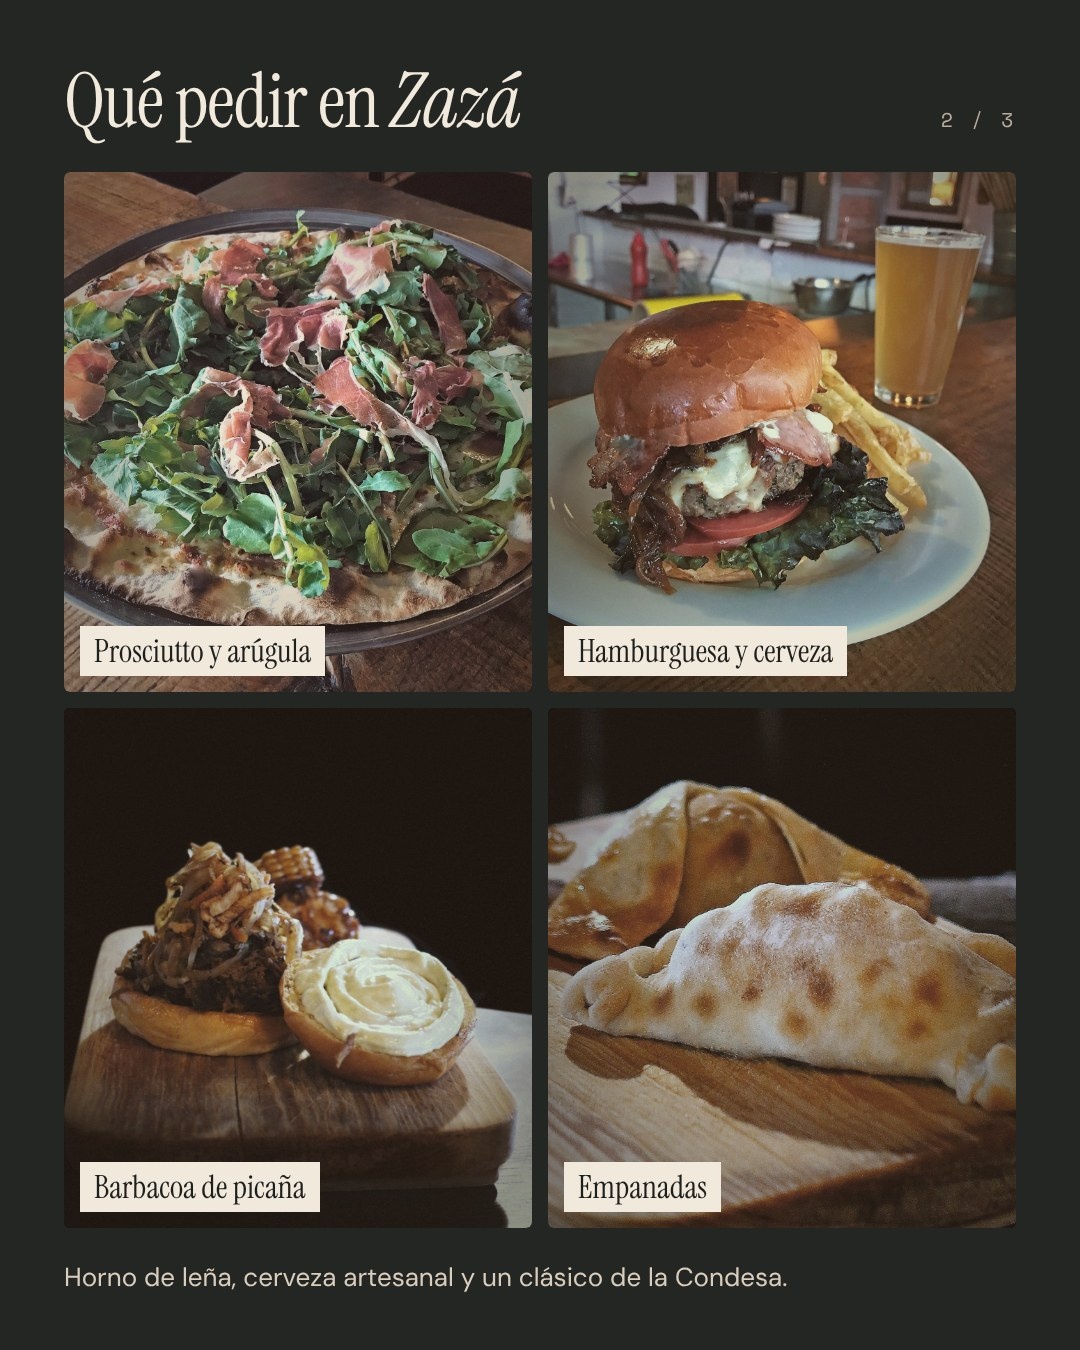 Qué pedir en Zazá
2 / 3
Prosciutto y arúgula
Hamburguesa y cerveza
Barbacoa de picaña
Empanadas
Horno de leña, cerveza artesanal y un clásico de la Condesa.